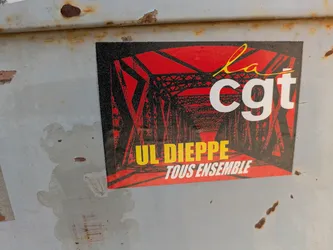 la
cgt
UL DIEPPE
TOUS ENSEMBLE